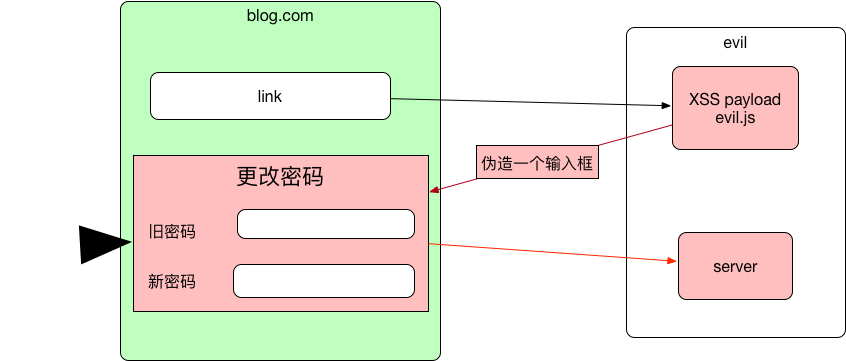 blog.com
evil
link
XSS payload
evil.js
伪造一个输入框
更改密码
旧密码
新密码
server